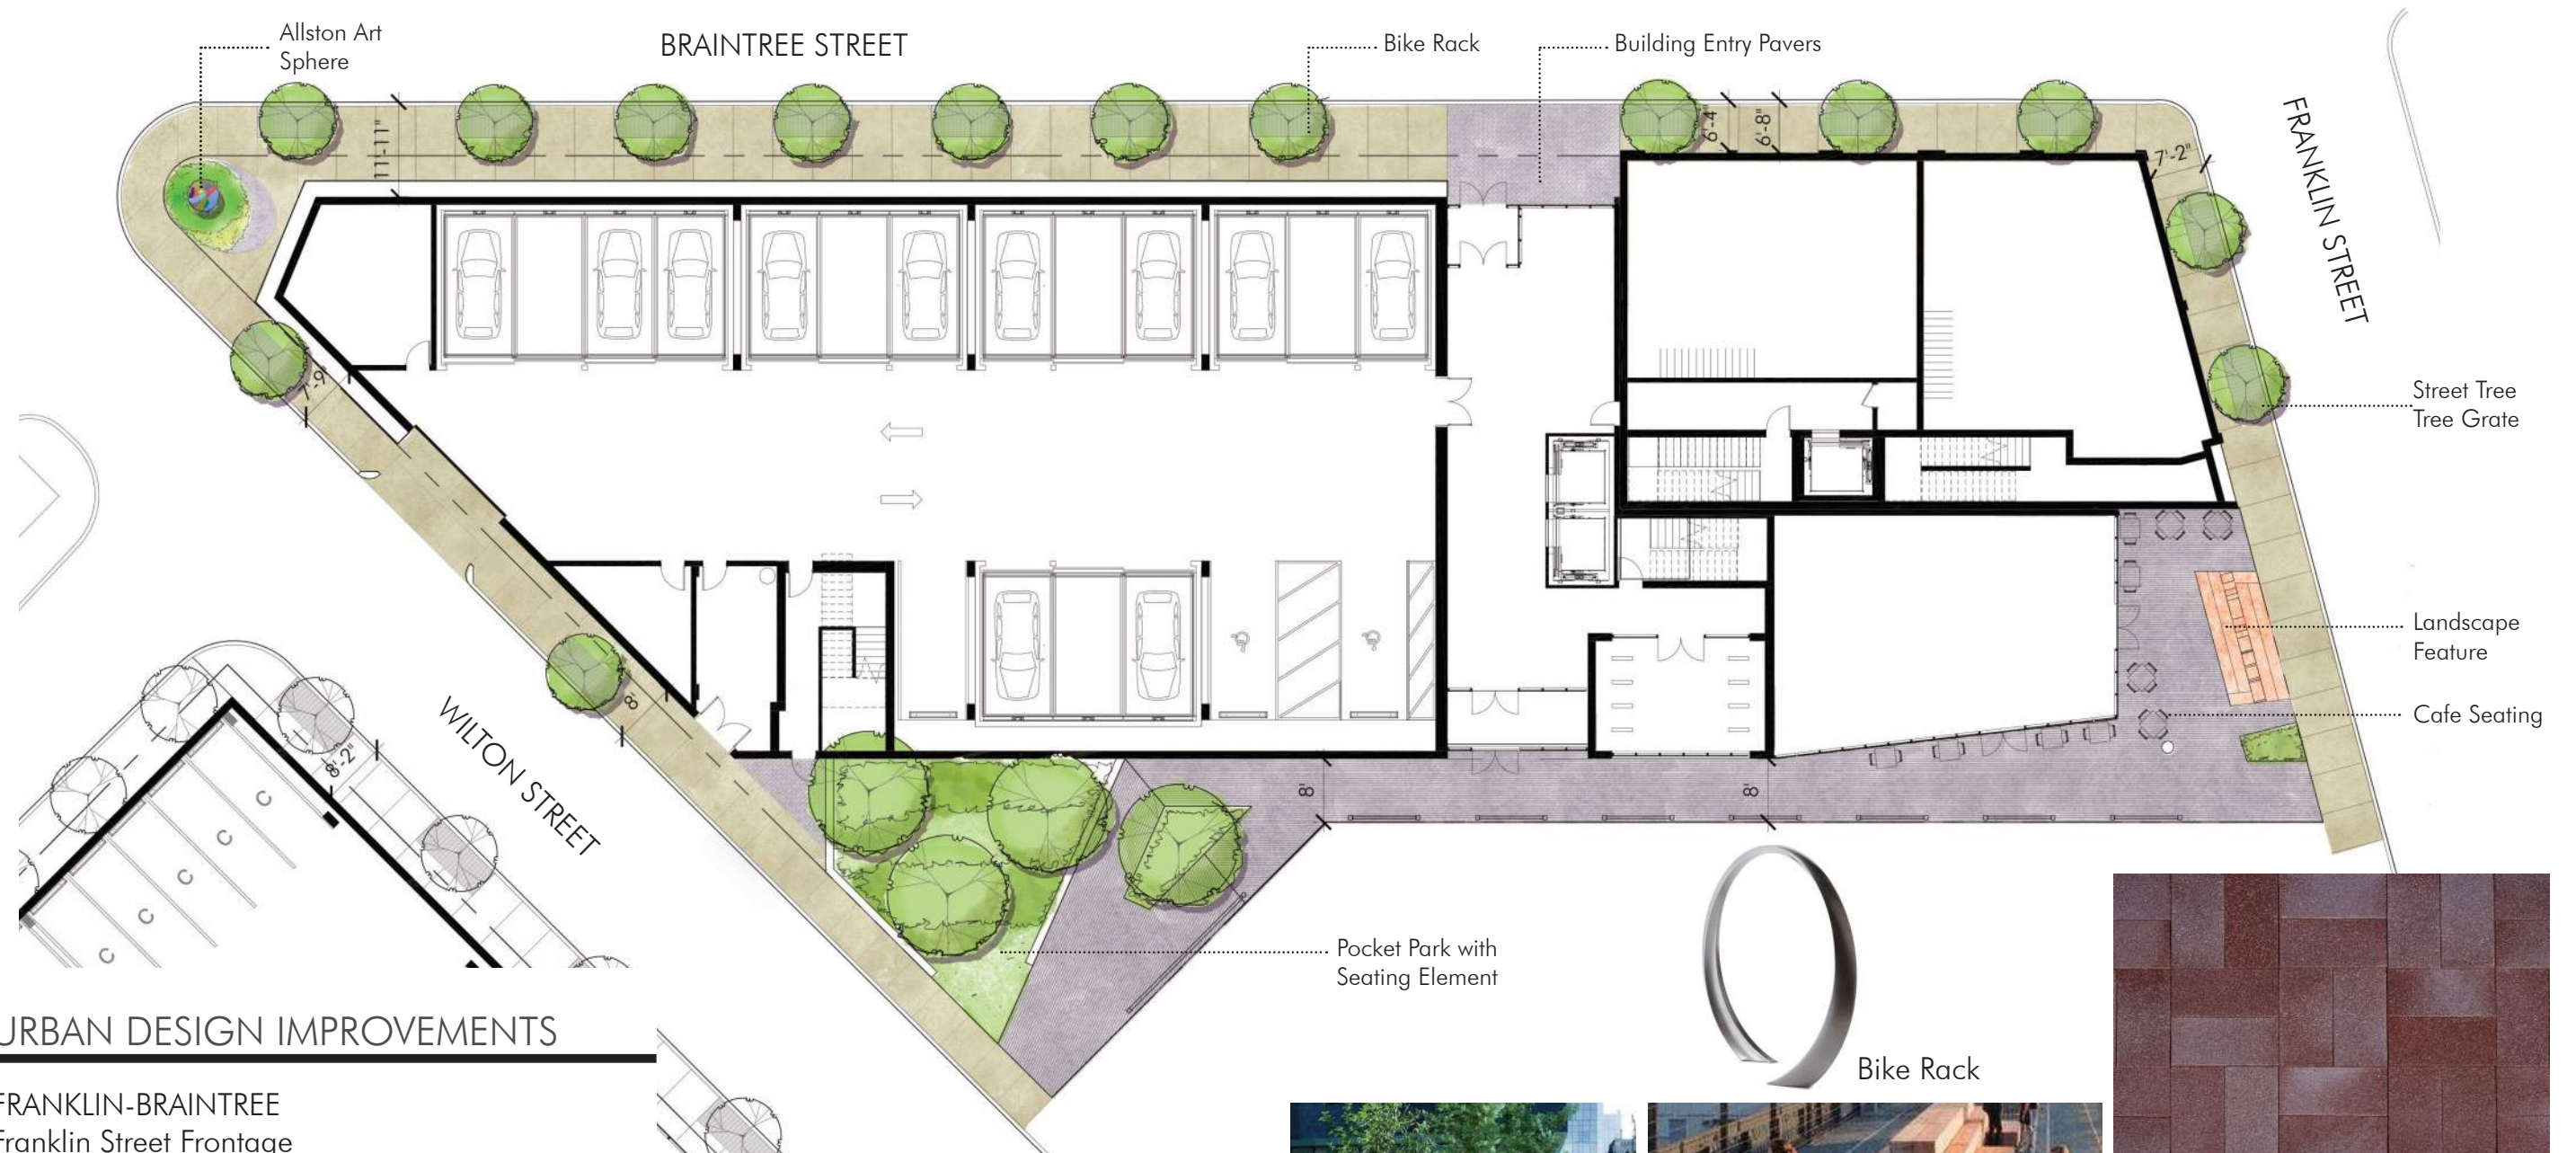 Allston Art
Sphere
BRAINTREE STREET
Bike Rack
Building Entry Pavers
11'-11"
6'-4"
6'-8"
7'-2"
FRANKLIN STREET
7'-9"
Street Tree
Tree Grate
Landscape
Feature
Cafe Seating
8'
8'
8'
WILTON STREET
8'-2"
C
C
C
C
C
Pocket Park with
Seating Element
Bike Rack
URBAN DESIGN IMPROVEMENTS
FRANKLIN-BRAINTREE
Franklin Street Frontage